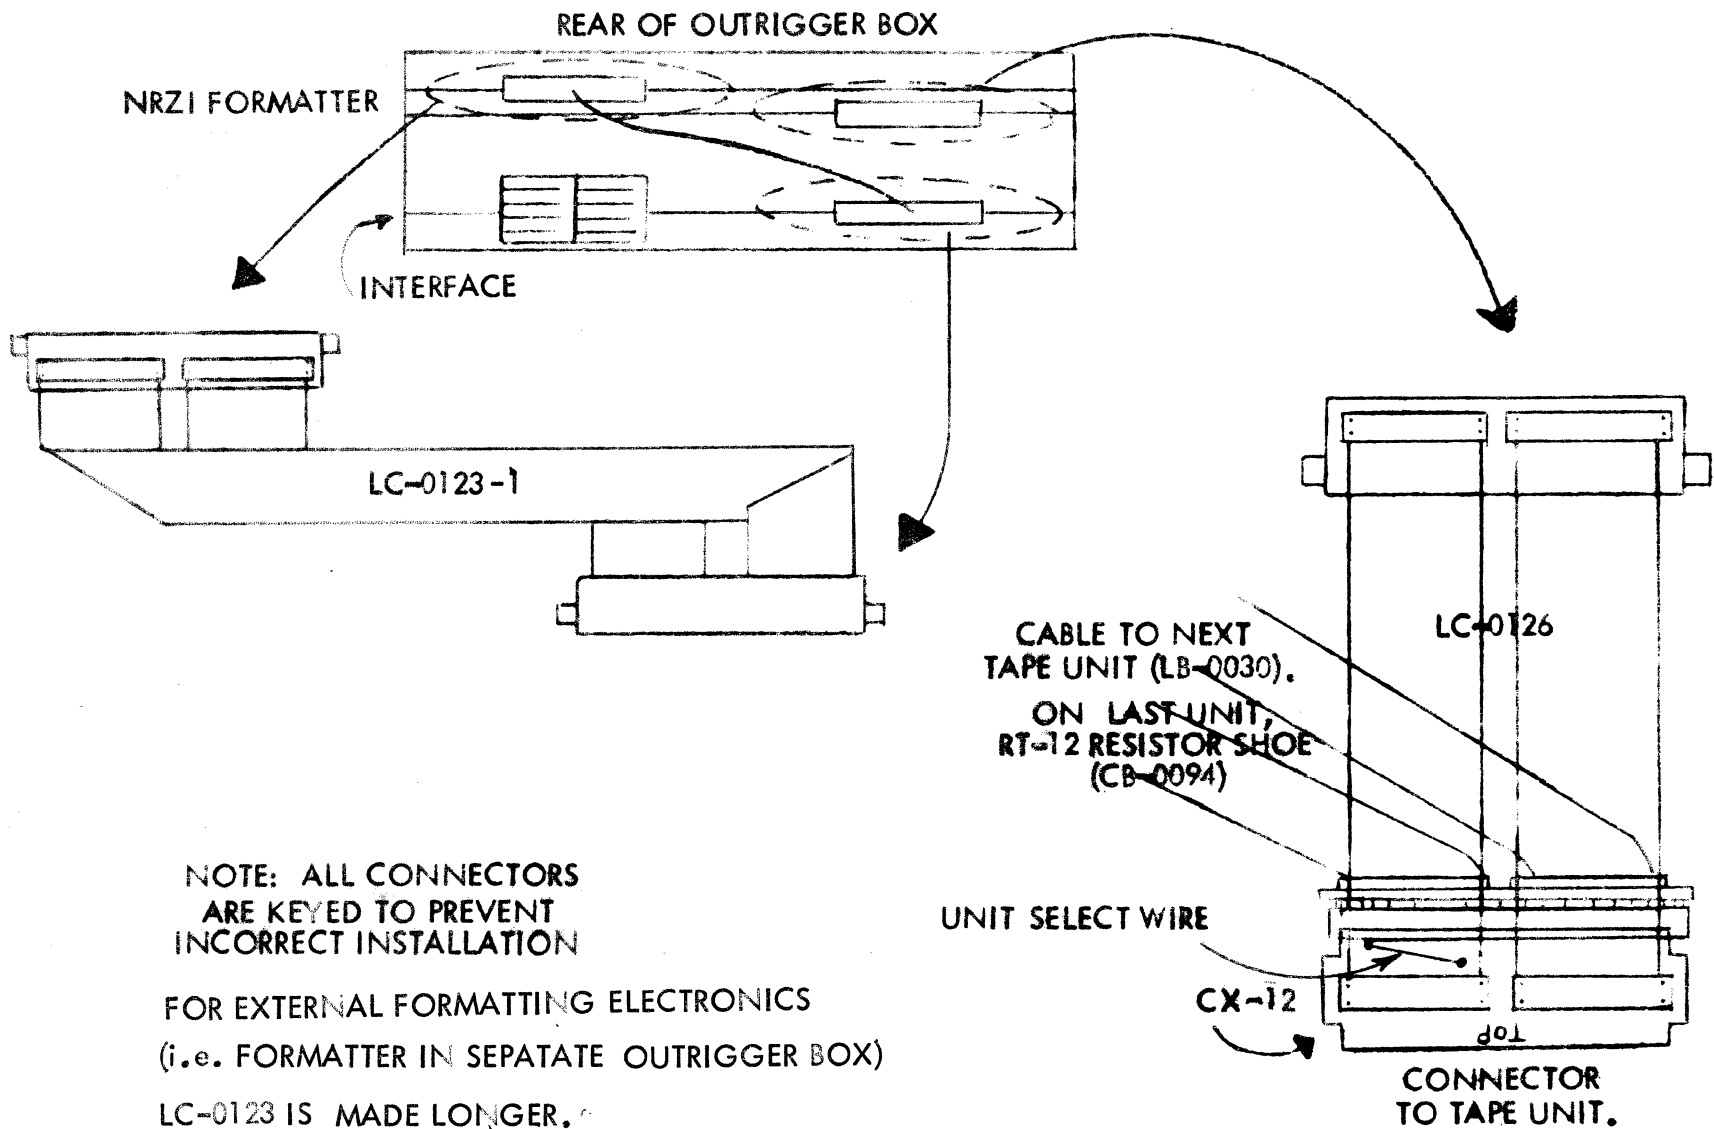 REAR OF OUTRIGGER BOX
NRZI FORMATTER
INTERFACE
LC-0123-1
LC-0126
CABLE TO NEXT
TAPE UNIT (LB-0030).
ON LAST UNIT,
RT-12 RESISTOR SHOE
(CB-0094)
UNIT SELECT WIRE
CX-12
TOP
CONNECTOR
TO TAPE UNIT.
NOTE: ALL CONNECTORS
ARE KEYED TO PREVENT
INCORRECT INSTALLATION
FOR EXTERNAL FORMATTING ELECTRONICS
(i.e. FORMATTER IN SEPATATE OUTRIGGER BOX)
LC-0123 IS MADE LONGER.